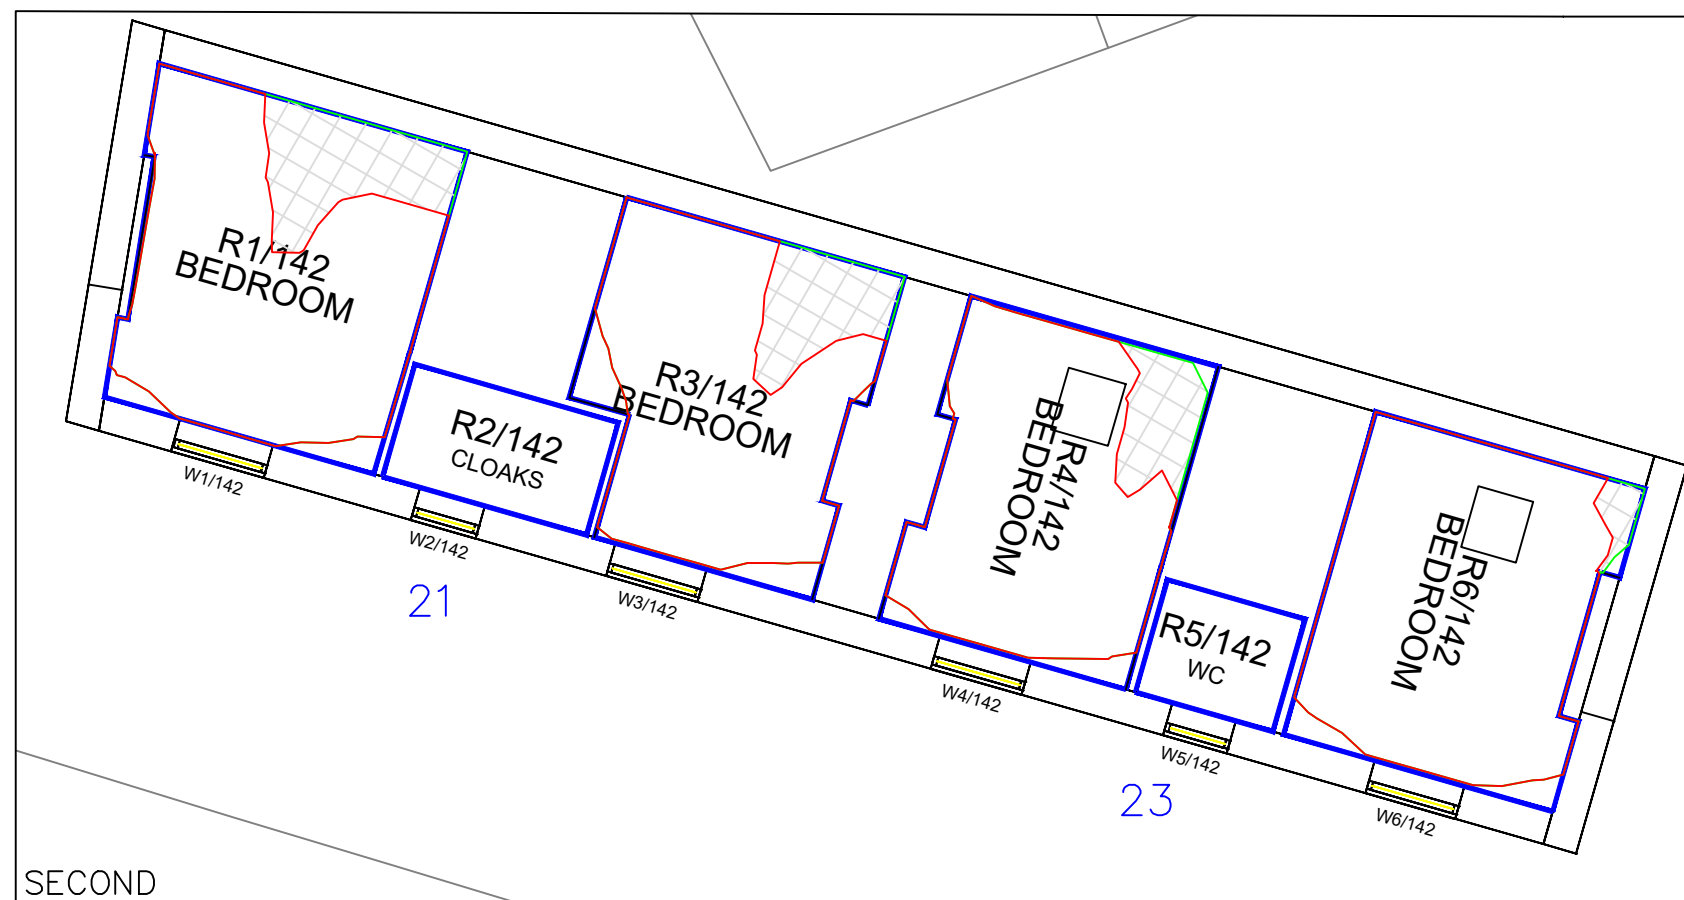 R1/142
BEDROOM
W1/142
R2/142
CLOAKS
W2/142
21
R3/142
BEDROOM
W3/142
R4/142
BEDROOM
W4/142
R5/142
WC
W5/142
23
R6/142
BEDROOM
W6/142
SECOND